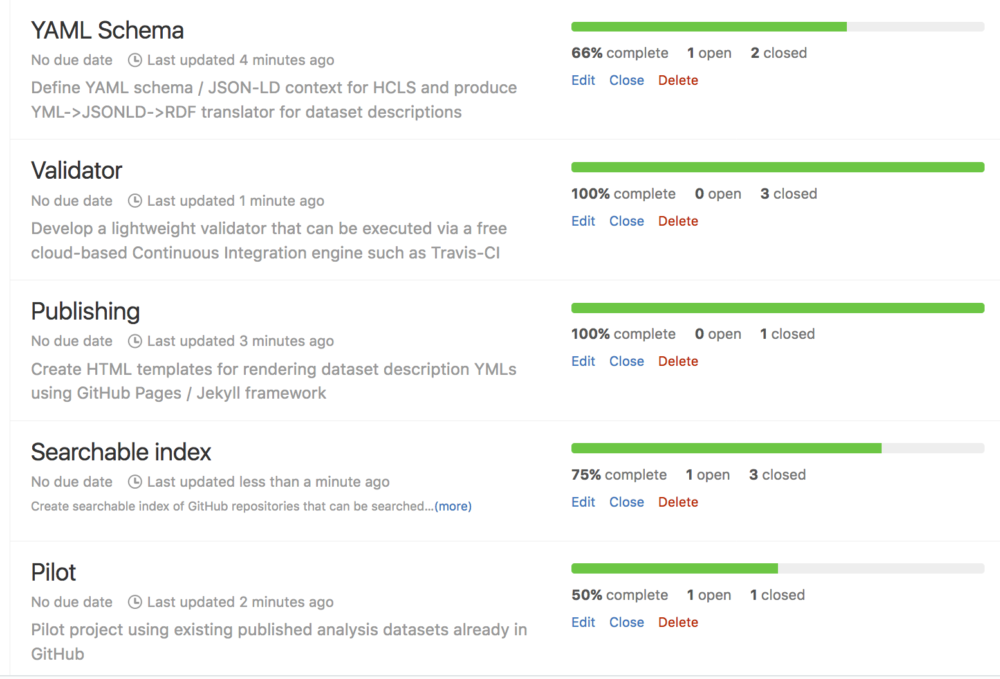 YAML Schema
No due date Last updated 4 minutes ago
Define YAML schema / JSON-LD context for HCLS and produce
YML->JSONLD->RDF translator for dataset descriptions
66% complete 1 open 2 closed
Edit Close Delete
Validator
No due date Last updated 1 minute ago
Develop a lightweight validator that can be executed via a free
cloud-based Continuous Integration engine such as Travis-CI
100% complete 0 open 3 closed
Edit Close Delete
Publishing
No due date Last updated 3 minutes ago
Create HTML templates for rendering dataset description YMLs
using GitHub Pages / Jekyll framework
100% complete 0 open 1 closed
Edit Close Delete
Searchable index
No due date Last updated less than a minute ago
Create searchable index of GitHub repositories that can be searched...(more)
75% complete 1 open 3 closed
Edit Close Delete
Pilot
No due date Last updated 2 minutes ago
Pilot project using existing published analysis datasets already in
GitHub
50% complete 1 open 1 closed
Edit Close Delete